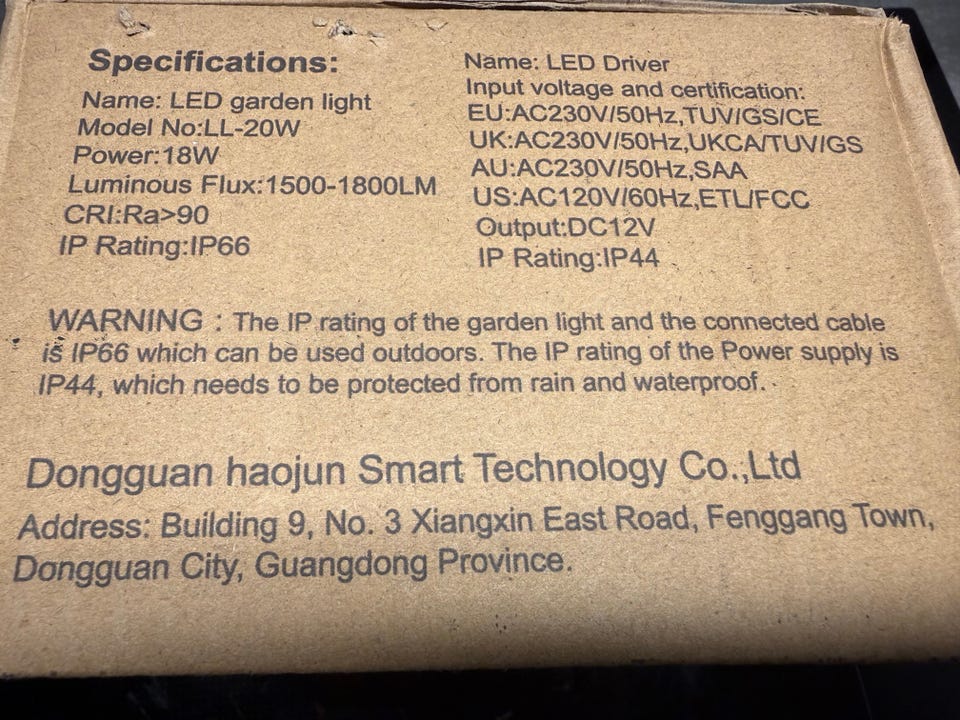 Specifications:
Name: LED garden light
Model No:LL-20W
Power:18W
Luminous Flux:1500-1800LM
CRI:Ra>90
IP Rating:IP66
Name: LED Driver
Input voltage and certification:
EU:AC230V/50Hz,TUV/GS/CE
UK:AC230V/50Hz,UKCA/TUV/GS
AU:AC230V/50Hz,SAA
US:AC120V/60Hz,ETL/FCC
Output:DC12V
IP Rating:IP44
WARNING : The IP rating of the garden light and the connected cable
is IP66 which can be used outdoors. The IP rating of the Power supply is
IP44, which needs to be protected from rain and waterproof.
Dongguan haojun Smart Technology Co.,Ltd
Address: Building 9, No. 3 Xiangxin East Road, Fenggang Town,
Dongguan City, Guangdong Province.